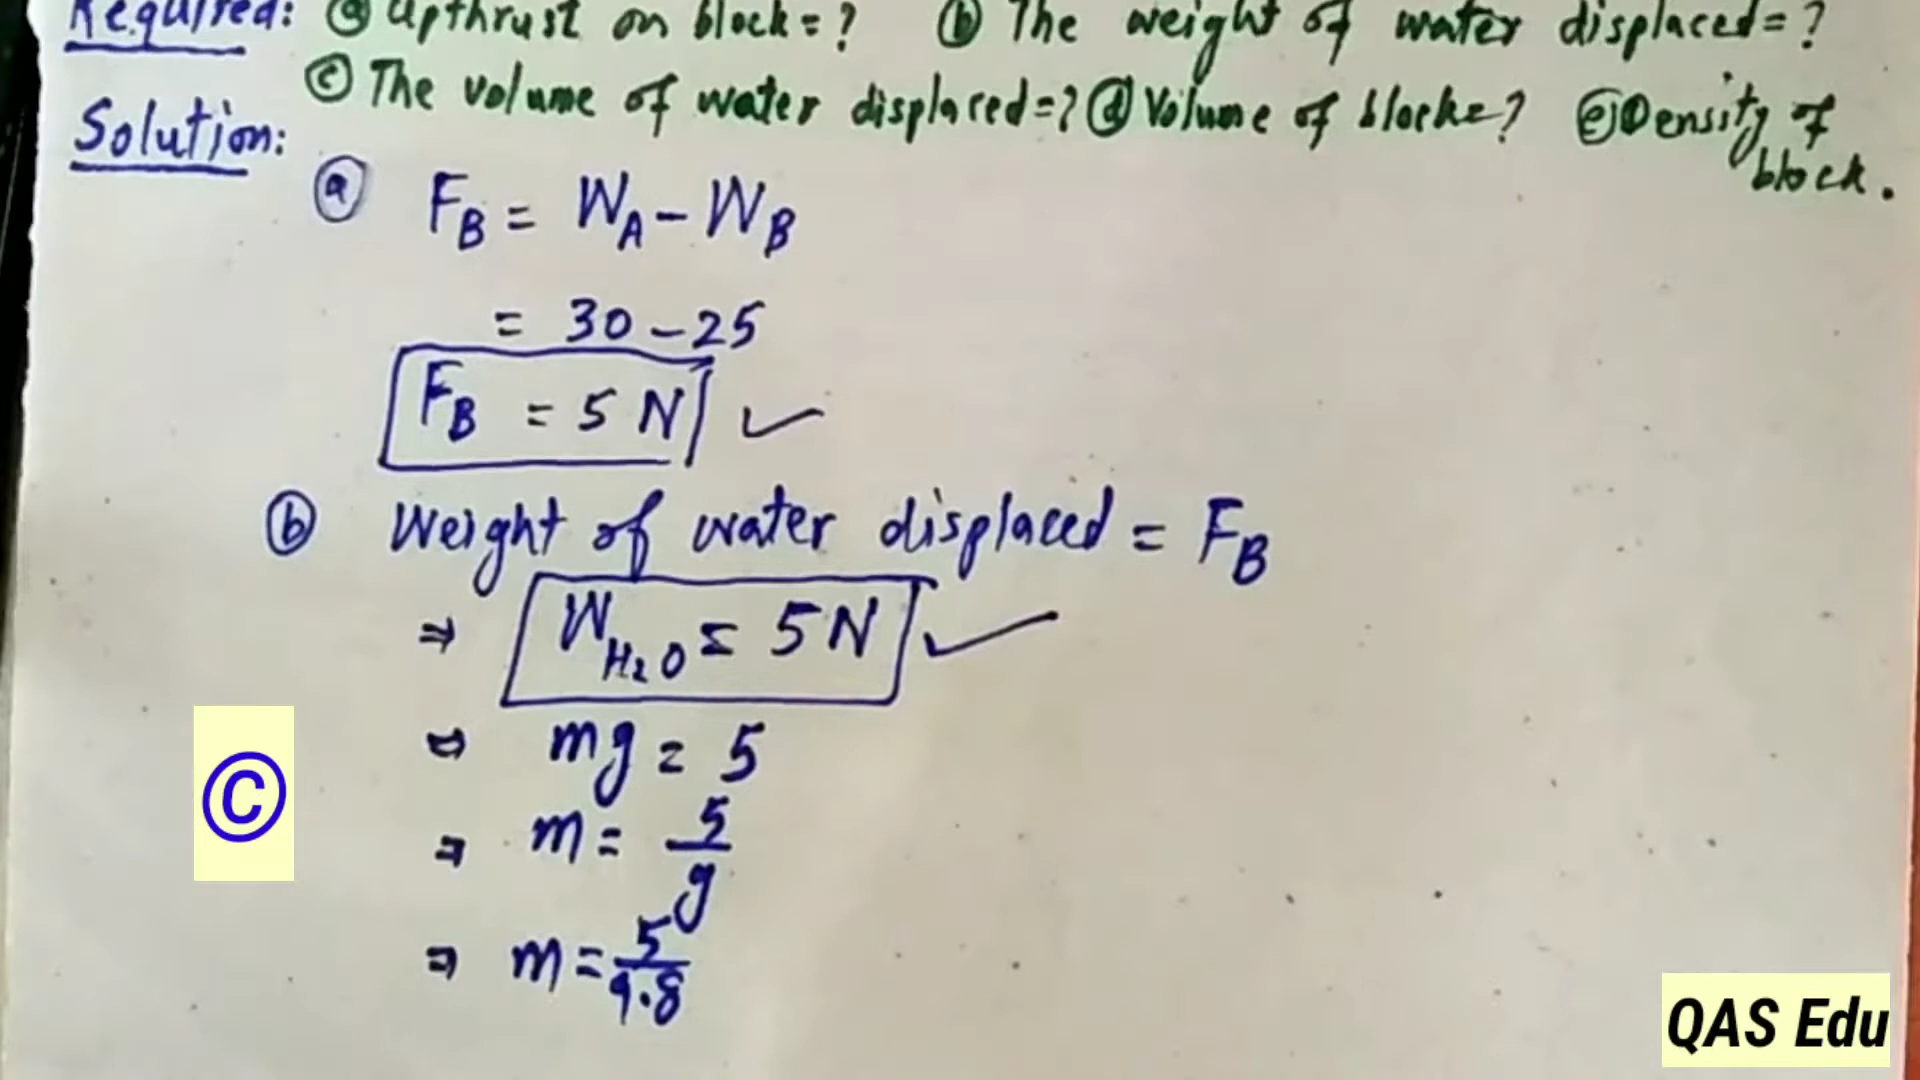 Required: ⓐ Upthrust on block = ? ⓑ The weight of water displaced = ?
ⓒ The volume of water displaced = ? ⓓ Volume of block = ? ⓔ Density of block.
Solution:
ⓐ F_B = W_A - W_B
= 30 - 25
F_B = 5 N ✓
ⓑ Weight of water displaced = F_B
⇒ W_H₂O = 5 N ✓
⇒ mg = 5
ⓒ
⇒ m = 5/g
⇒ m = 5/9.8
QAS Edu